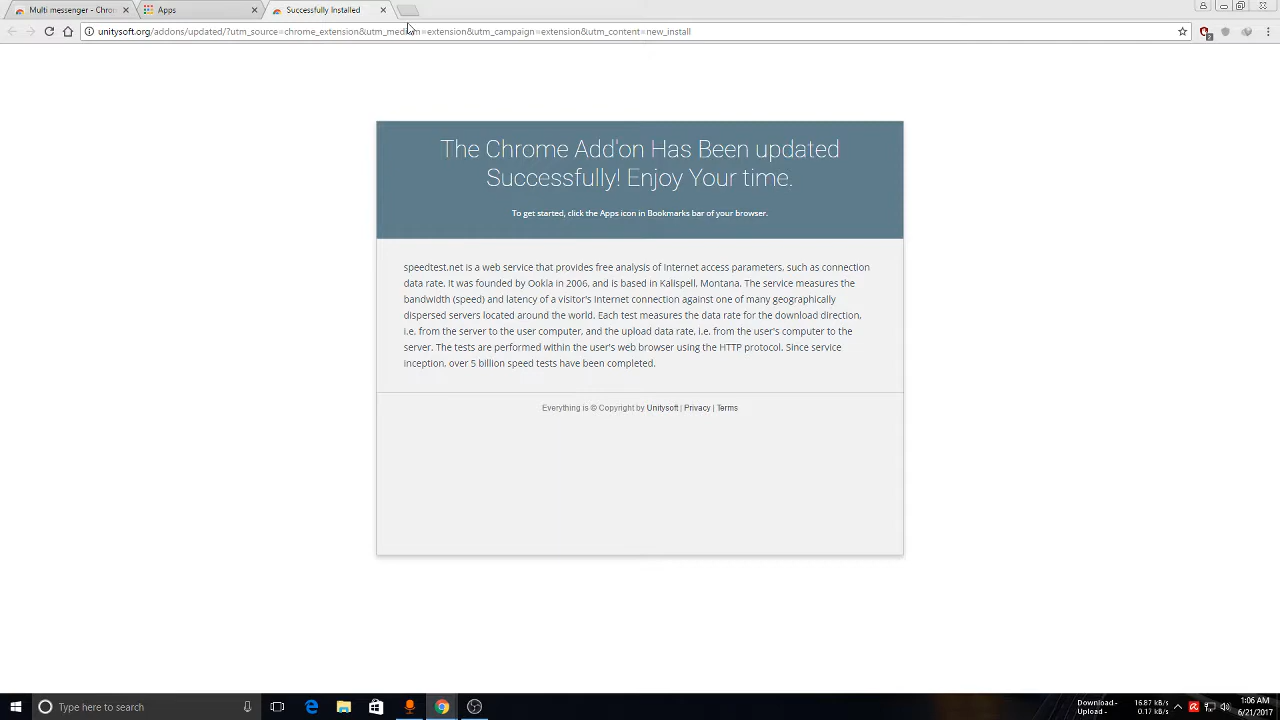 Multi messenger - Chro
Apps
Successfully Installed
unitysoft.org/addons/updated/?utm_source=chrome_extension&utm_medium=extension&utm_campaign=extension&utm_content=new_install
The Chrome Add'on Has Been updated
Successfully! Enjoy Your time.
To get started, click the Apps icon in Bookmarks bar of your browser.
speedtest.net is a web service that provides free analysis of Internet access parameters, such as connection
data rate. It was founded by Ookla in 2006, and is based in Kalispell, Montana. The service measures the
bandwidth (speed) and latency of a visitor's Internet connection against one of many geographically
dispersed servers located around the world. Each test measures the data rate for the download direction,
i.e. from the server to the user computer, and the upload data rate, i.e. from the user's computer to the
server. The tests are performed within the user's web browser using the HTTP protocol. Since service
inception, over 5 billion speed tests have been completed.
Everything is © Copyright by Unitysoft | Privacy | Terms
Type here to search
Download - 16.87 kB/s
Upload - 0.17 kB/s
1:06 AM
6/21/2017